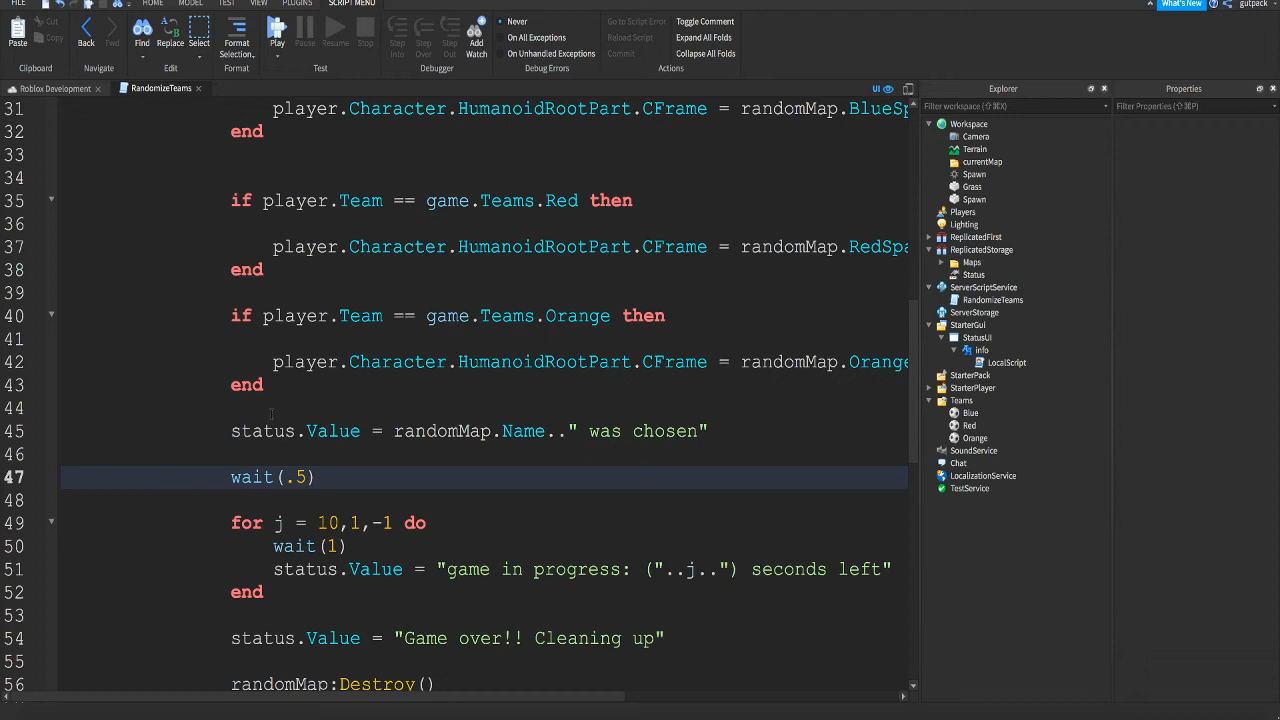 FILE HOME MODEL TEST VIEW PLUGINS SCRIPT MENU What's New gutpack
Paste Cut Copy Back Fwd Find Replace Select Format Selection Play Pause Resume Stop Step Into Step Over Step Out Add Watch Never On All Exceptions On Unhandled Exceptions Go to Script Error Reload Script Commit Toggle Comment Expand All Folds Collapse All Folds
Clipboard Navigate Edit Format Test Debugger Debug Errors Actions
Roblox Development × RandomizeTeams × UI
31 player.Character.HumanoidRootPart.CFrame = randomMap.BlueSp
32 end
33
34
35 if player.Team == game.Teams.Red then
36
37 player.Character.HumanoidRootPart.CFrame = randomMap.RedSpa
38 end
39
40 if player.Team == game.Teams.Orange then
41
42 player.Character.HumanoidRootPart.CFrame = randomMap.Orange
43 end
44
45 status.Value = randomMap.Name.." was chosen"
46
47 wait(.5)
48
49 for j = 10,1,-1 do
50 wait(1)
51 status.Value = "game in progress: ("..j..") seconds left"
52 end
53
54 status.Value = "Game over!! Cleaning up"
55
56 randomMap:Destroy()
Explorer
Filter workspace (⇧⌘X)
Workspace
Camera
Terrain
currentMap
Spawn
Grass
Spawn
Players
Lighting
ReplicatedFirst
ReplicatedStorage
Maps
Status
ServerScriptService
RandomizeTeams
ServerStorage
StarterGui
StatusUI
info
LocalScript
StarterPack
StarterPlayer
Teams
Blue
Red
Orange
SoundService
Chat
LocalizationService
TestService
Properties
Filter Properties (⇧⌘P)